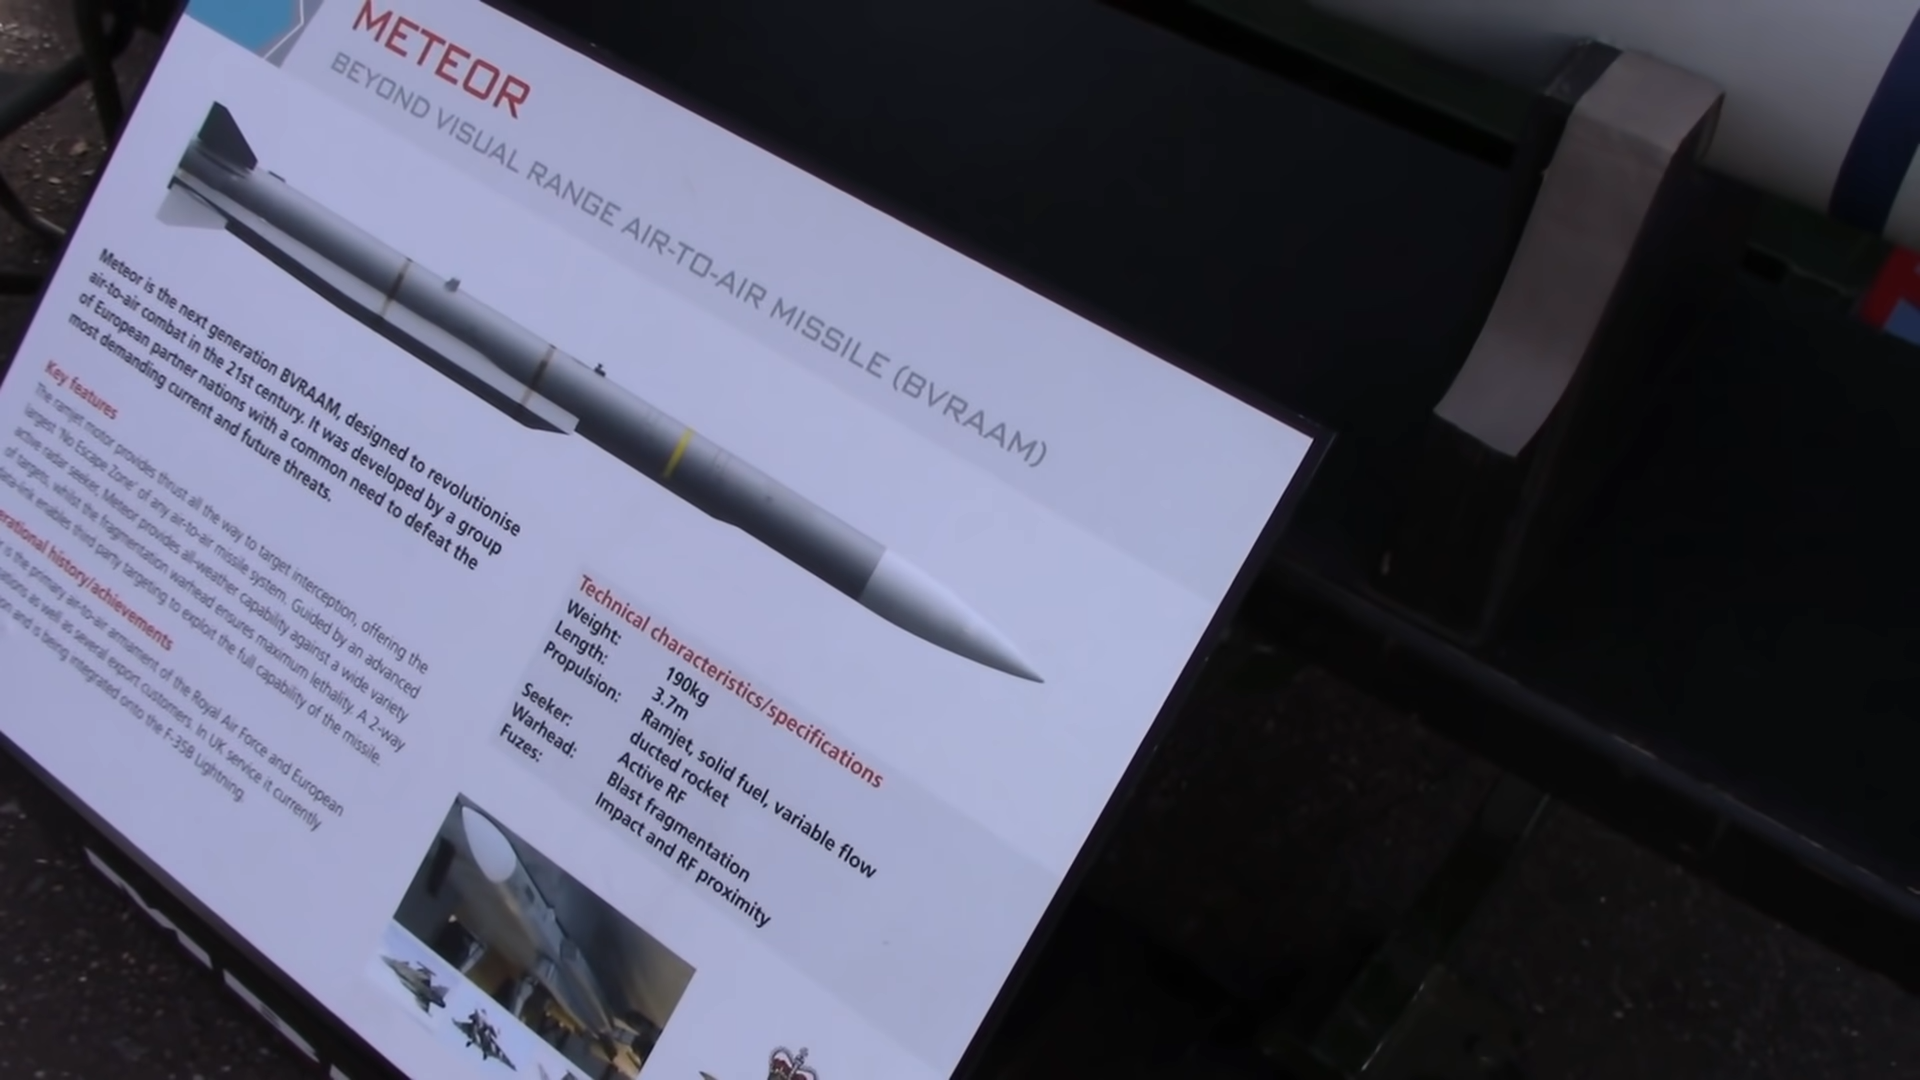 METEOR
BEYOND VISUAL RANGE AIR-TO-AIR MISSILE (BVRAAM)
Meteor is the next generation BVRAAM, designed to revolutionise
air-to-air combat in the 21st century. It was developed by a group
of European partner nations with a common need to defeat the
most demanding current and future threats.
Key features
The ramjet motor provides thrust all the way to target interception, offering the
largest 'No Escape Zone' of any air-to-air missile system. Guided by an advanced
active radar seeker, Meteor provides all-weather capability against a wide variety
of targets, whilst the fragmentation warhead ensures maximum lethality. A 2-way
data-link enables third party targeting to exploit the full capability of the missile.
erational history/achievements
is the primary air-to-air armament of the Royal Air Force and European
nations as well as several export customers. In UK service it currently
and is being integrated onto the F-35B Lightning.
Technical characteristics/specifications
Weight: 190kg
Length: 3.7m
Propulsion: Ramjet, solid fuel, variable flow
ducted rocket
Seeker: Active RF
Warhead: Blast fragmentation
Fuzes: Impact and RF proximity